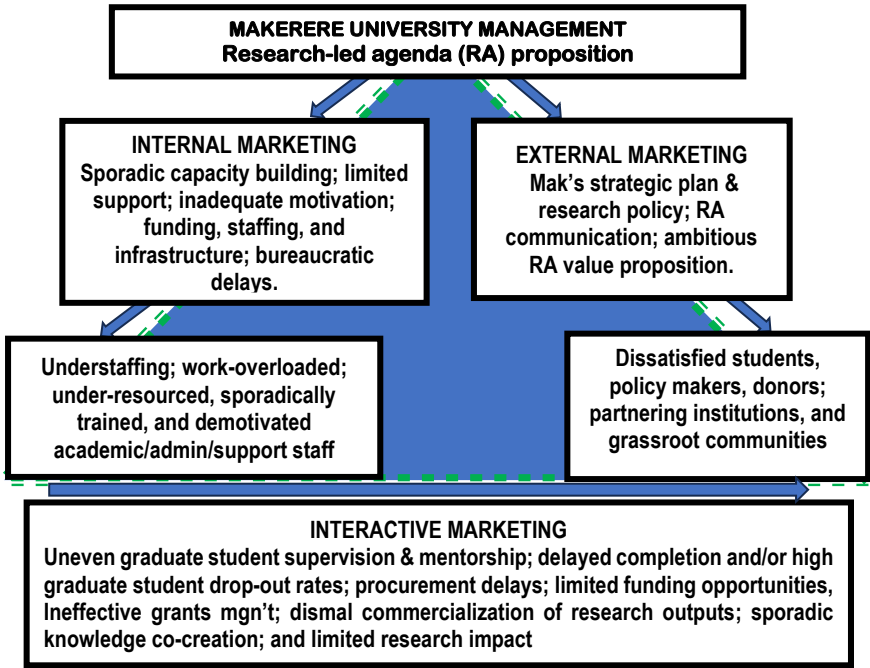 MAKERERE UNIVERSITY MANAGEMENT
Research-led agenda (RA) proposition
INTERNAL MARKETING
Sporadic capacity building; limited
support; inadequate motivation;
funding, staffing, and
infrastructure; bureaucratic
delays.
EXTERNAL MARKETING
Mak's strategic plan &
research policy; RA
communication; ambitious
RA value proposition.
Understaffing; work-overloaded;
under-resourced, sporadically
trained, and demotivated
academic/admin/support staff
Dissatisfied students,
policy makers, donors;
partnering institutions, and
grassroot communities
INTERACTIVE MARKETING
Uneven graduate student supervision & mentorship; delayed completion and/or high
graduate student drop-out rates; procurement delays; limited funding opportunities,
Ineffective grants mgn't; dismal commercialization of research outputs; sporadic
knowledge co-creation; and limited research impact